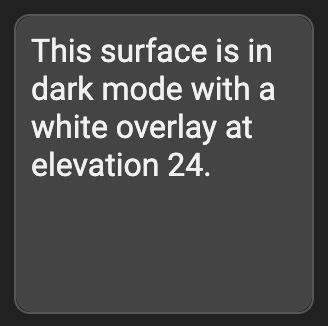 This surface is in
dark mode with a
white overlay at
elevation 24.